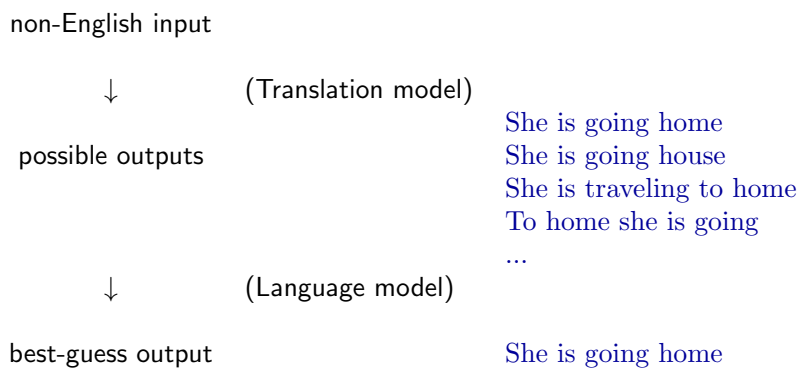 non-English input
↓ (Translation model)
She is going home
possible outputs She is going house
She is traveling to home
To home she is going
...
↓ (Language model)
best-guess output She is going home